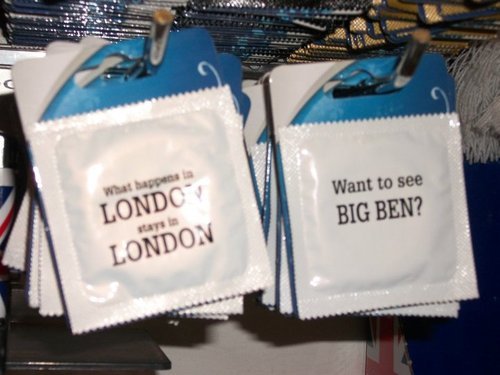 What happens in
LONDON
stays in
LONDON
Want to see
BIG BEN?